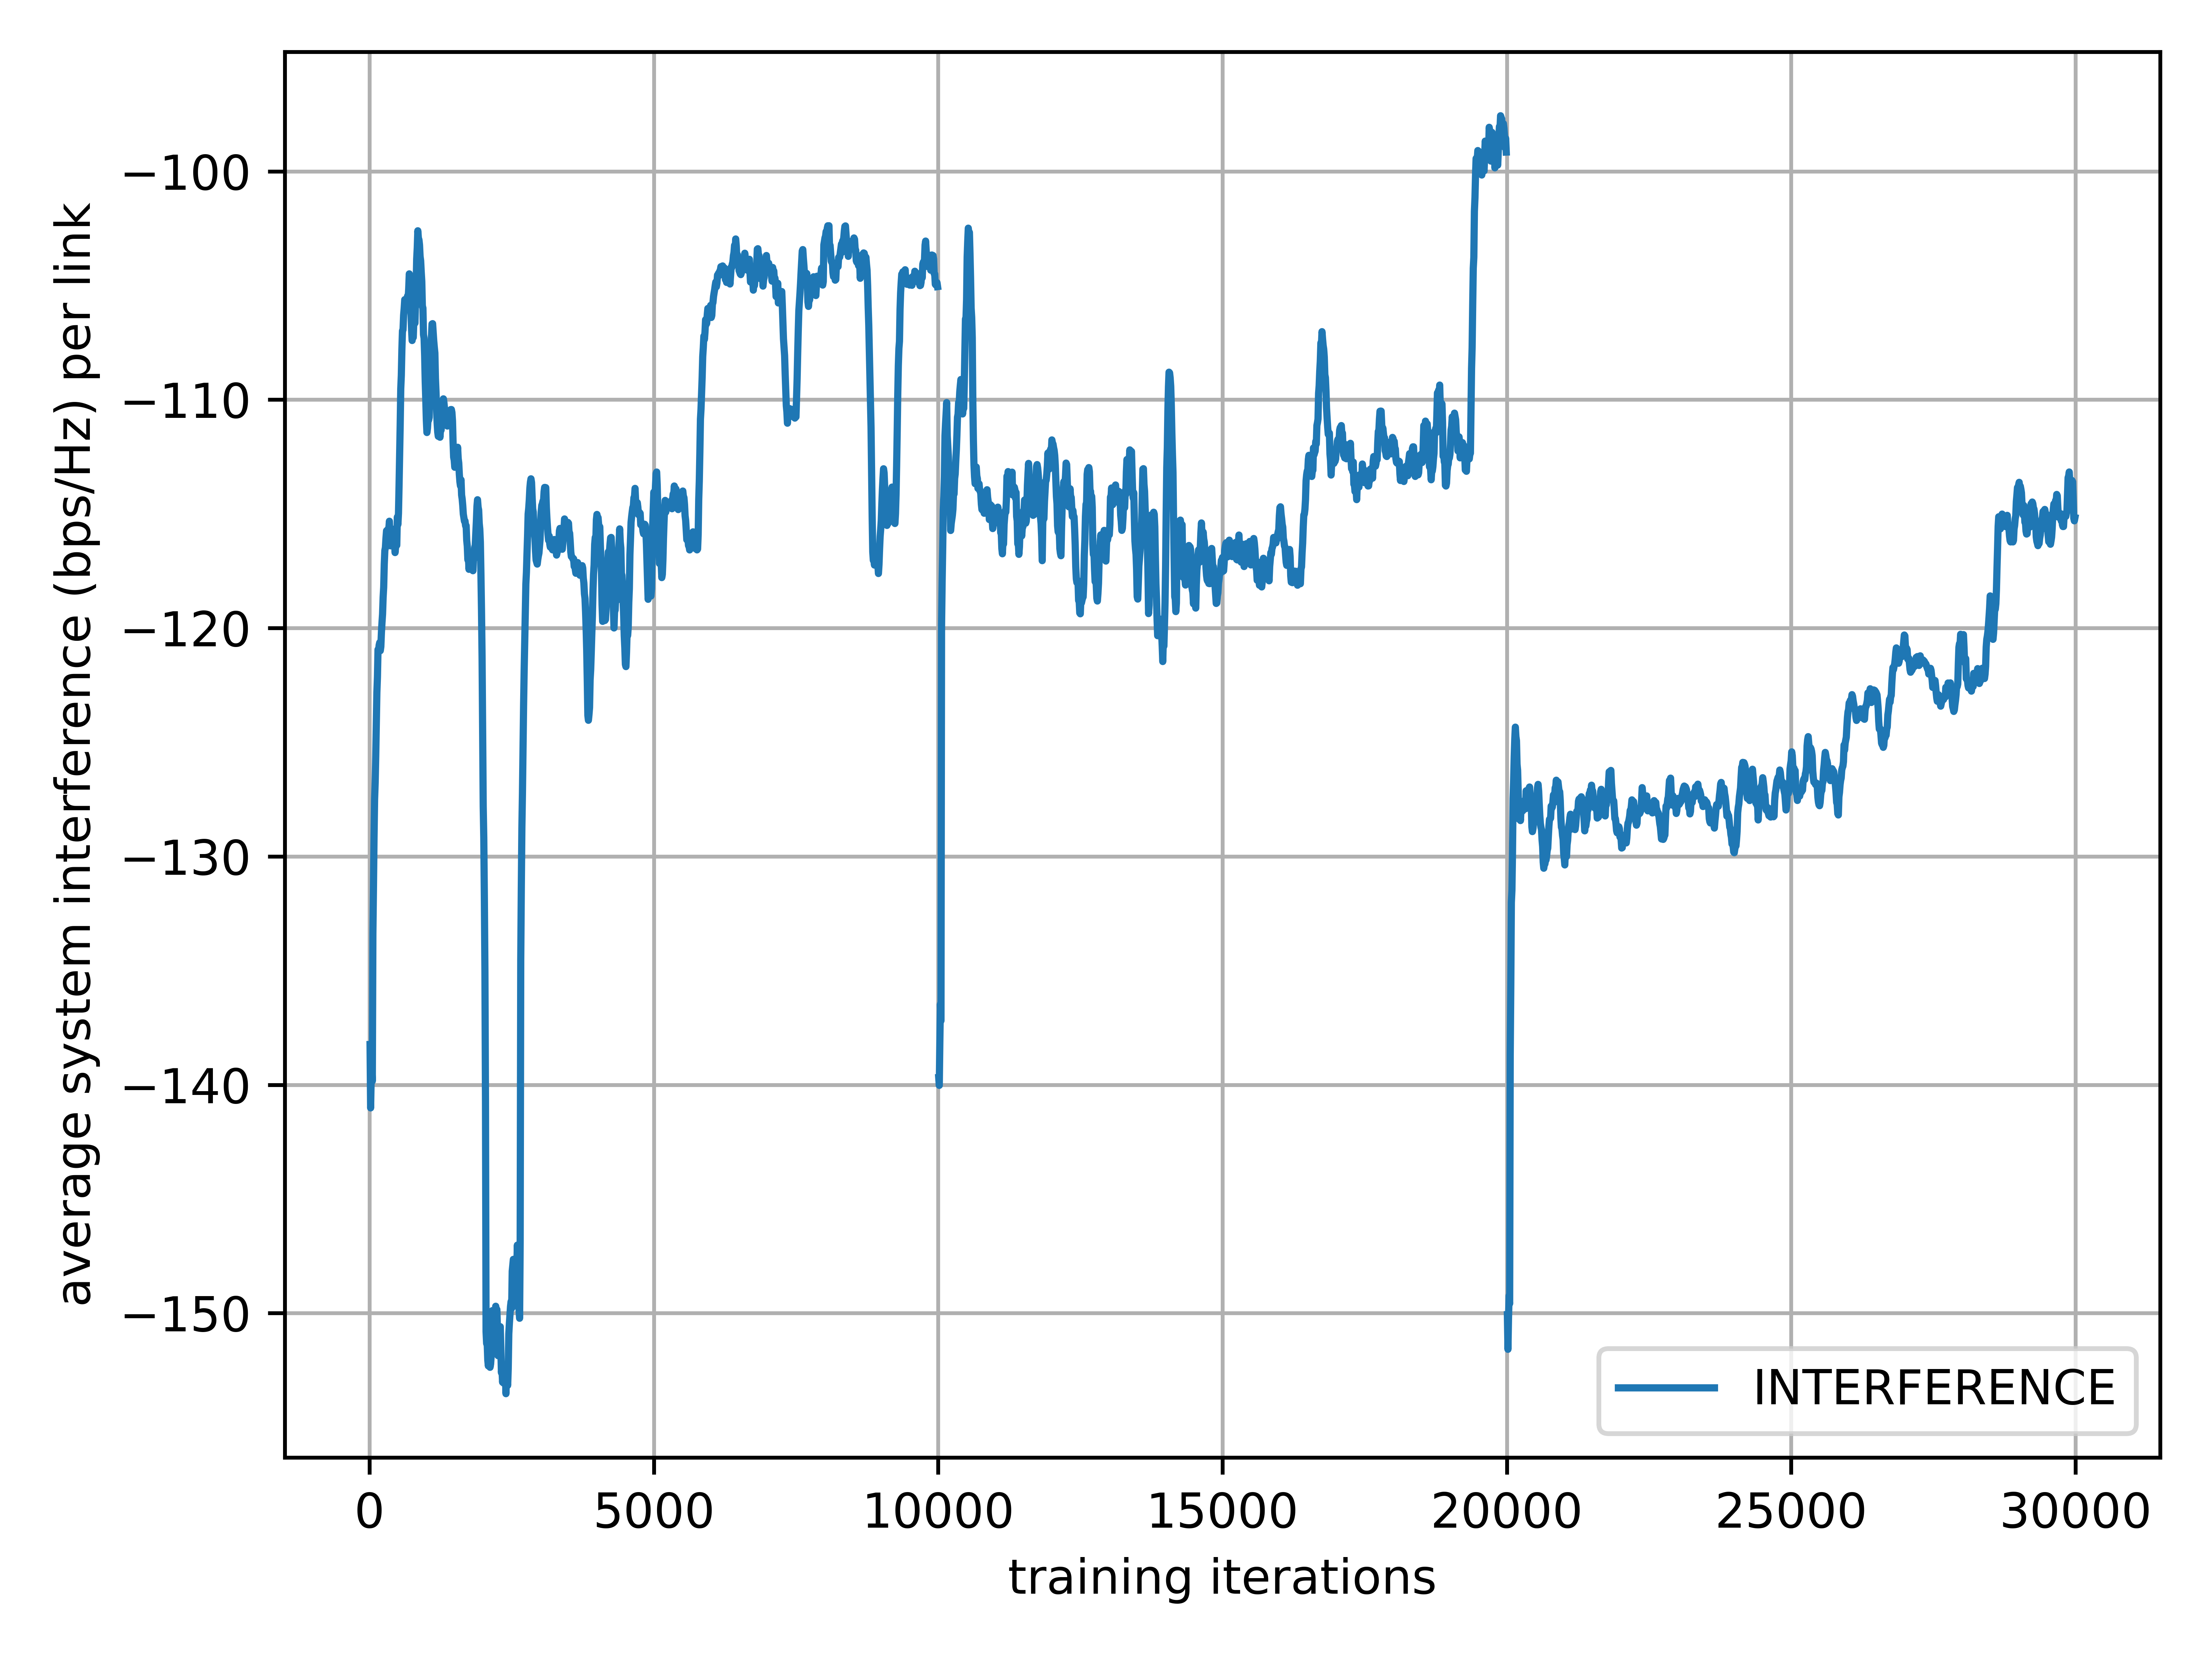 average system interference (bps/Hz) per link
−100
−110
−120
−130
−140
−150
INTERFERENCE
0 5000 10000 15000 20000 25000 30000
training iterations